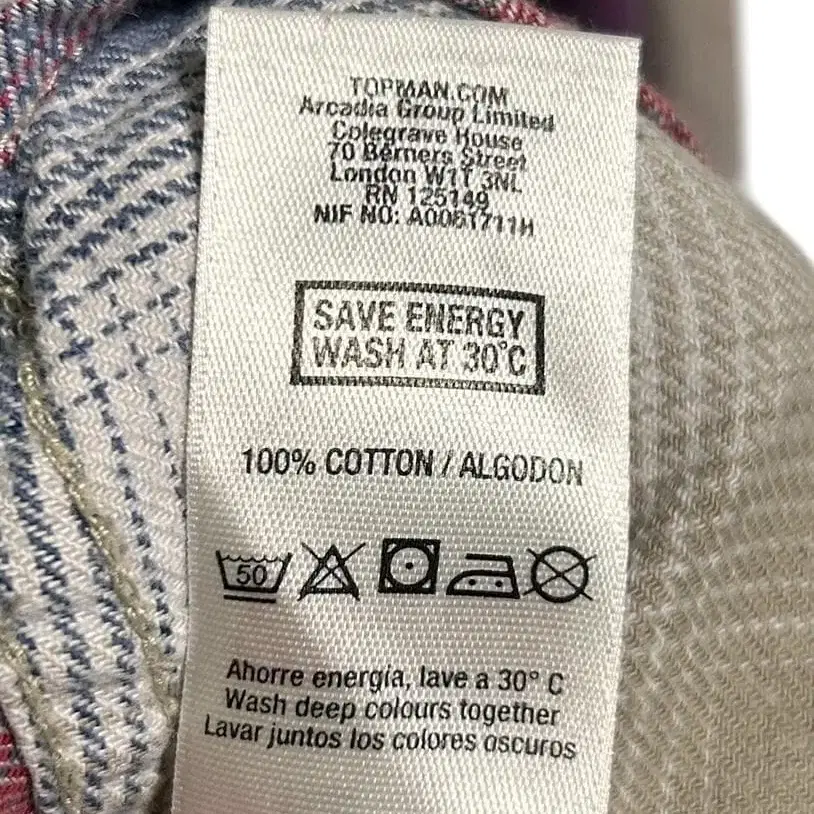 TOPMAN.COM
Arcadia Group Limited
Colegrave House
70 Berners Street
London W1T 3NL
RN 125149
NIF NO: A0061711H
SAVE ENERGY
WASH AT 30°C
100% COTTON / ALGODON
50
Ahorre energía, lave a 30° C
Wash deep colours together
Lavar juntos los colores oscuros